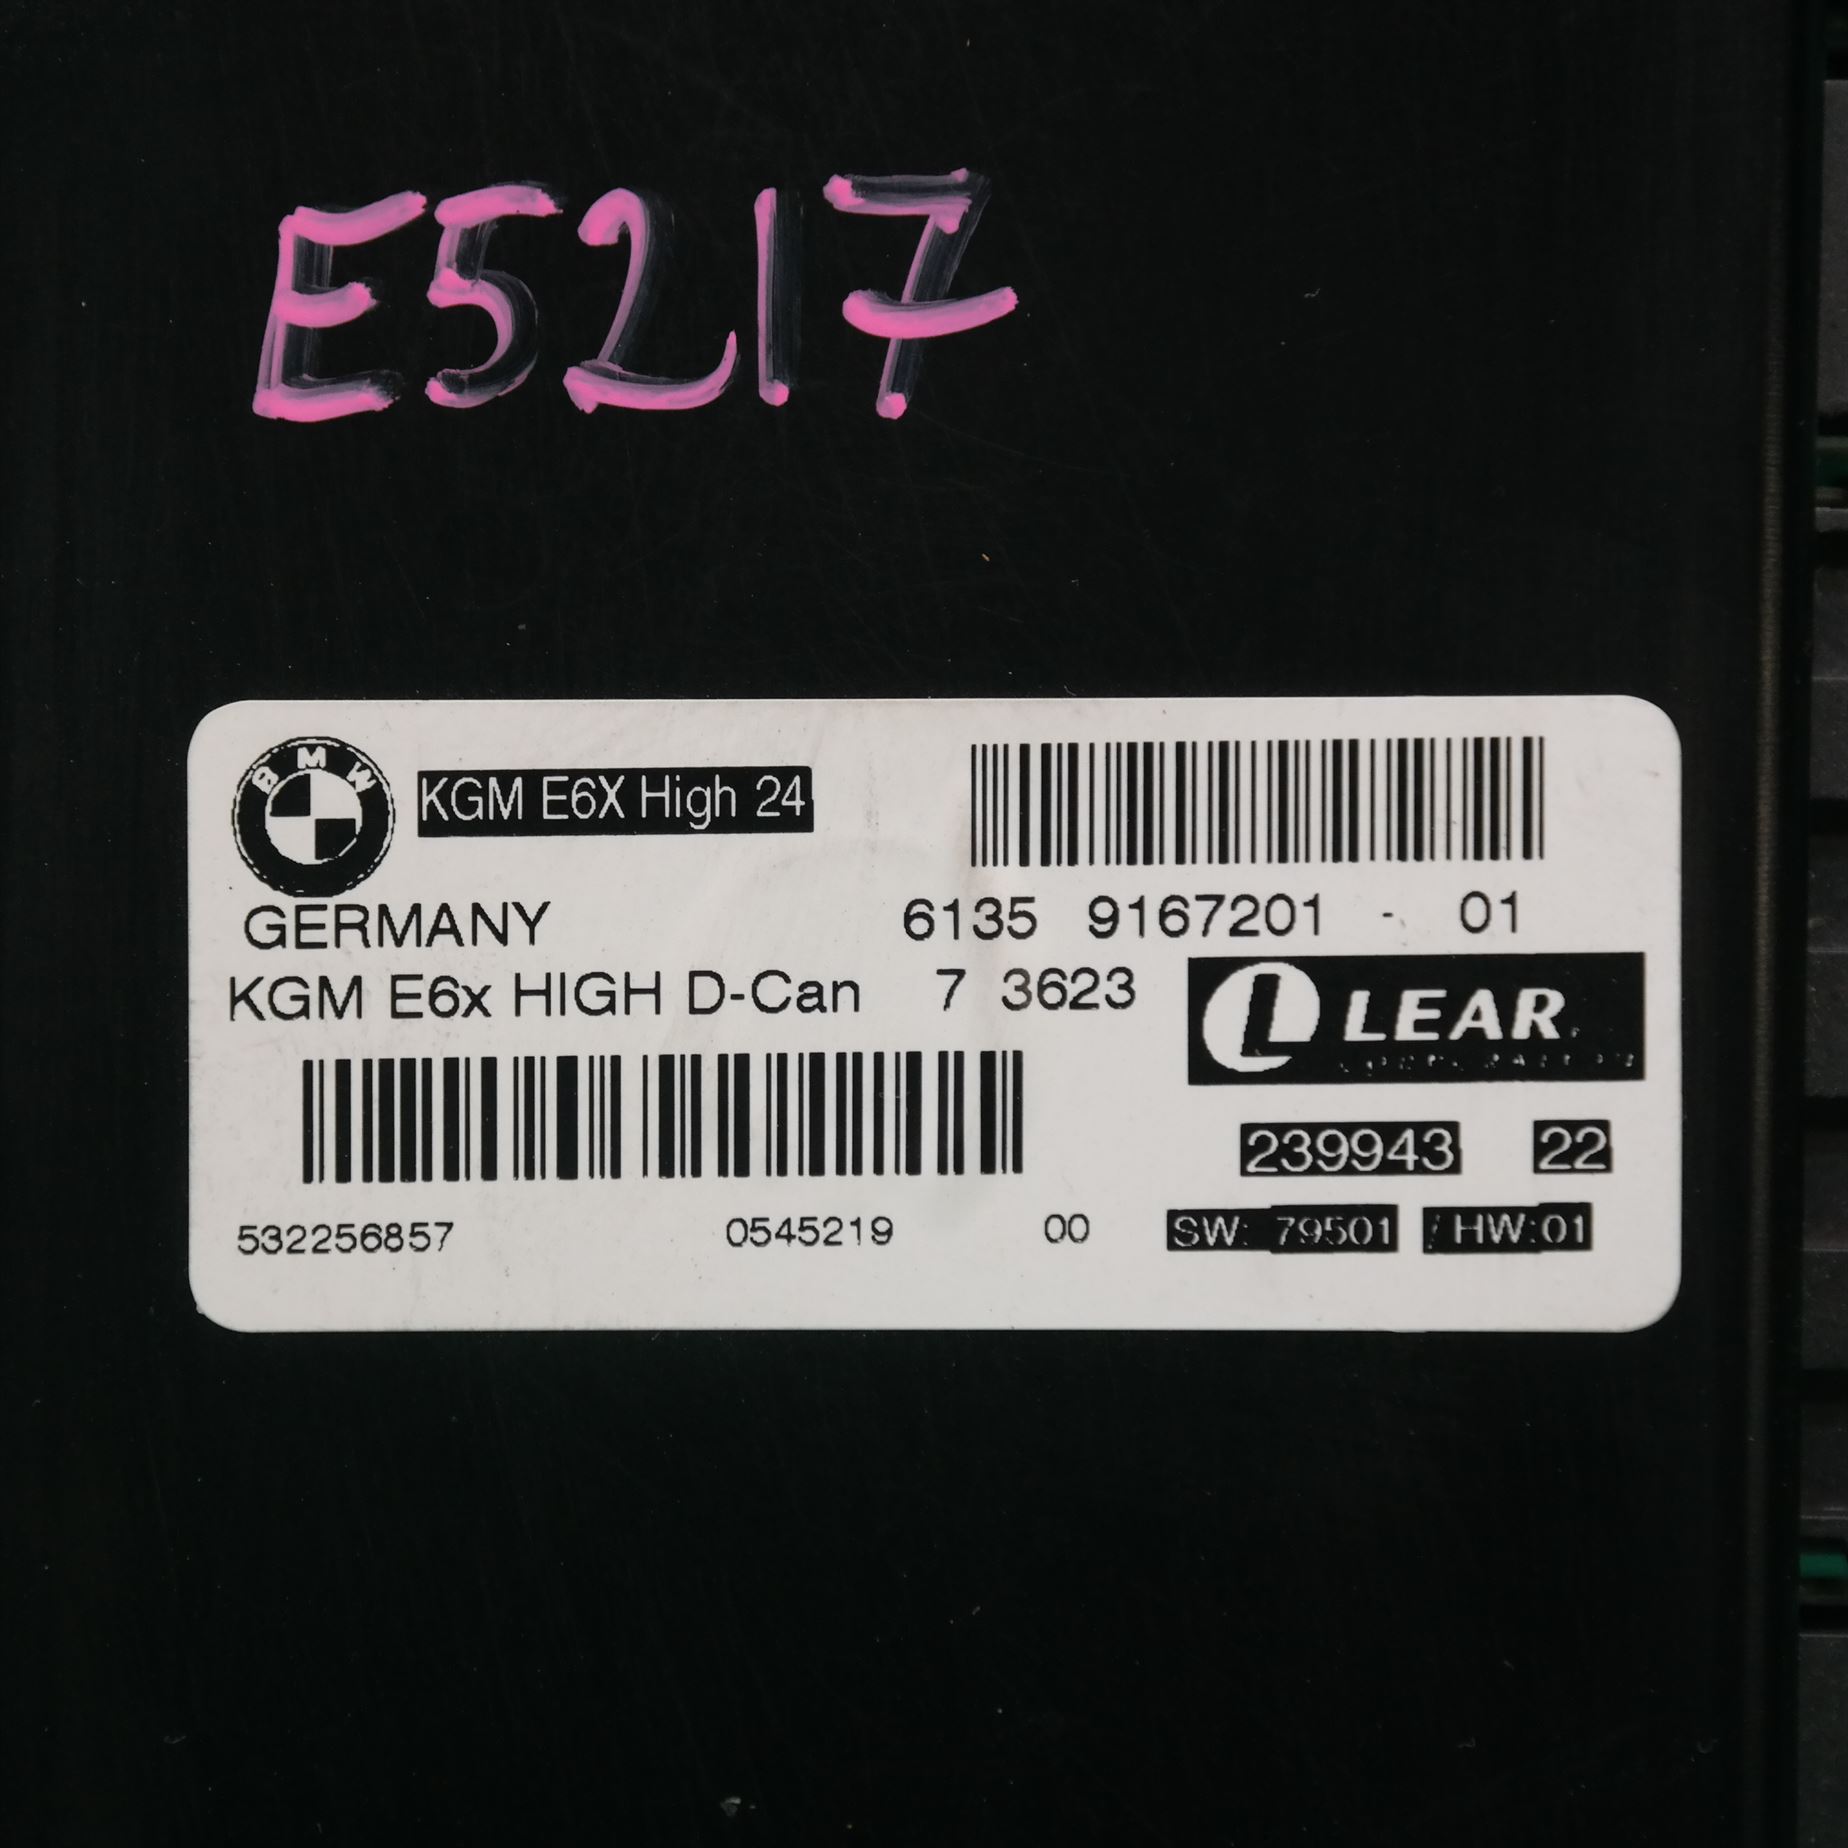 E5217
BMW KGM E6X High 24
GERMANY 6135 9167201 - 01
KGM E6x HIGH D-Can 7 3623
LEAR.
239943 22
532256857 0545219 00 SW: 79501 / HW:01